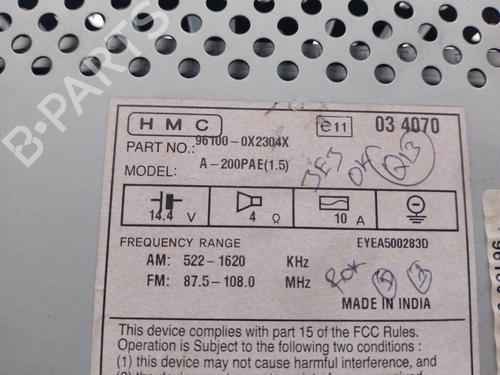 HMC e11 03 4070
PART NO.: 96100-0X2304X
MODEL: A-200PAE(1.5)
JEJ OK Q13
14.4 V 4 Ω 10 A
FREQUENCY RANGE EYEA500283D
AM: 522-1620 KHz
FM: 87.5-108.0 MHz
MADE IN INDIA
This device complies with part 15 of the FCC Rules.
Operation is Subject to the following two conditions :
(1) this device may not cause harmful interference, and
B-PARTS